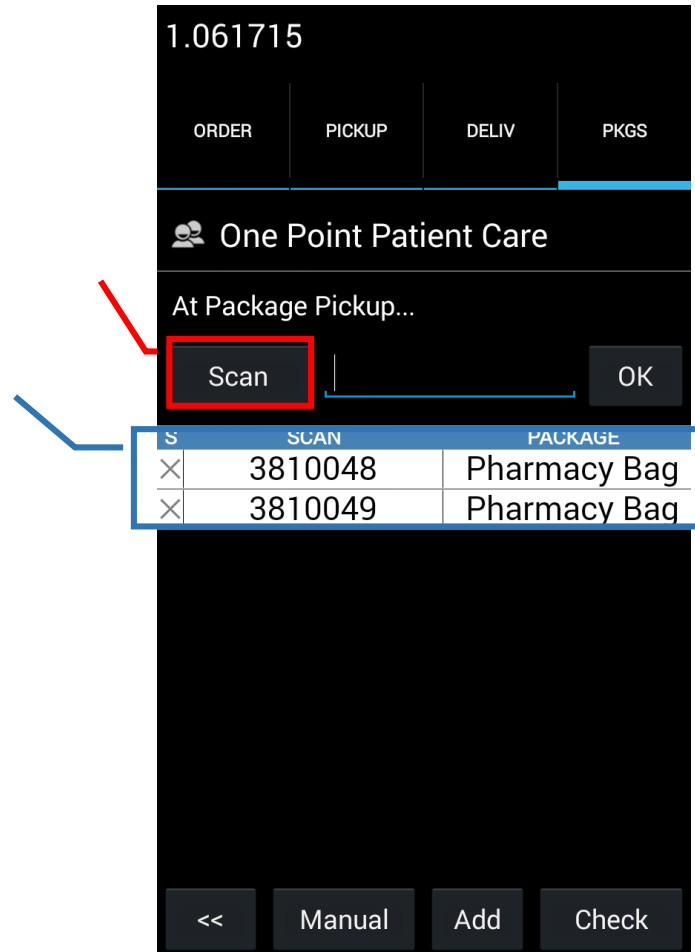 1.061715
ORDER PICKUP DELIV PKGS
One Point Patient Care
At Package Pickup...
Scan OK
S SCAN PACKAGE
3810048 Pharmacy Bag
3810049 Pharmacy Bag
<< Manual Add Check